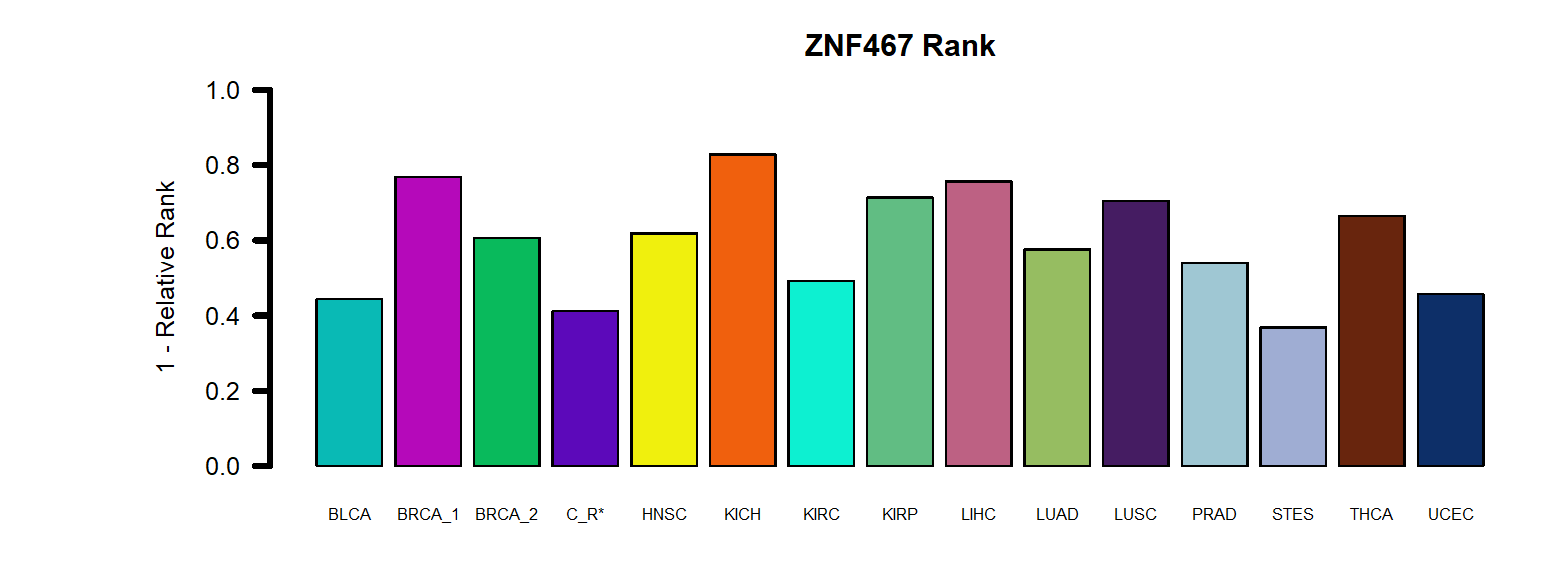 ZNF467 Rank
1 - Relative Rank
1.0
0.8
0.6
0.4
0.2
0.0
BLCA BRCA_1 BRCA_2 C_R* HNSC KICH KIRC KIRP LIHC LUAD LUSC PRAD STES THCA UCEC